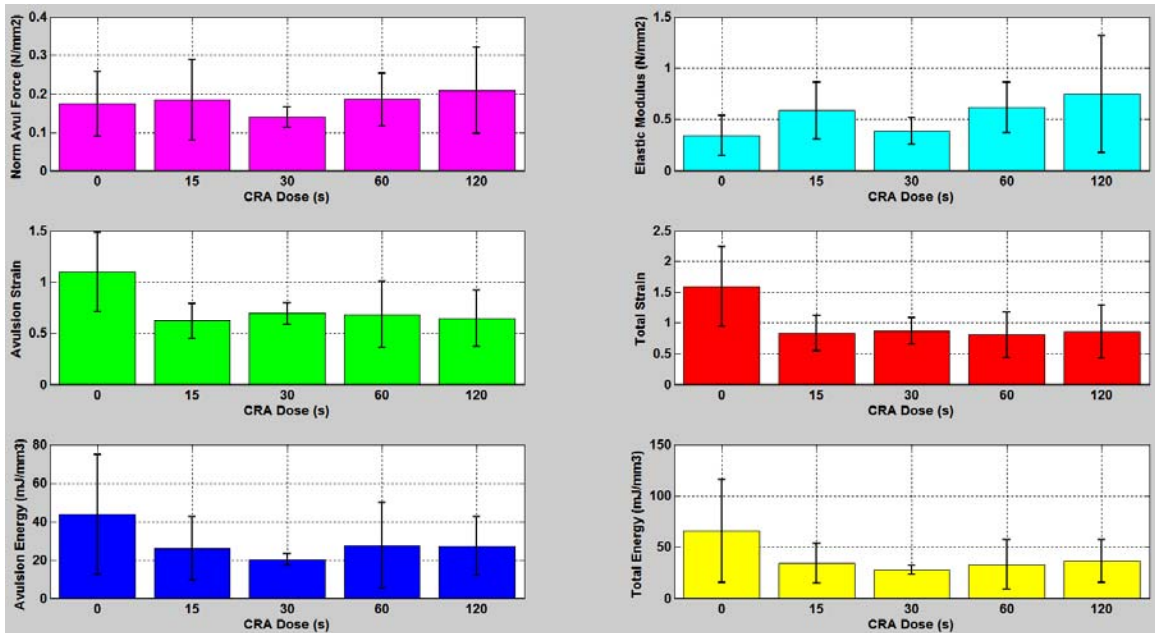 Norm Avul Force (N/mm2)
0.4
0.3
0.2
0.1
0
0 15 30 60 120
CRA Dose (s)
Elastic Modulus (N/mm2)
1.5
1
0.5
0
0 15 30 60 120
CRA Dose (s)
Avulsion Strain
1.5
1
0.5
0
0 15 30 60 120
CRA Dose (s)
Total Strain
2.5
2
1.5
1
0.5
0
0 15 30 60 120
CRA Dose (s)
Avulsion Energy (mJ/mm3)
80
60
40
20
0
0 15 30 60 120
CRA Dose (s)
Total Energy (mJ/mm3)
150
100
50
0
0 15 30 60 120
CRA Dose (s)